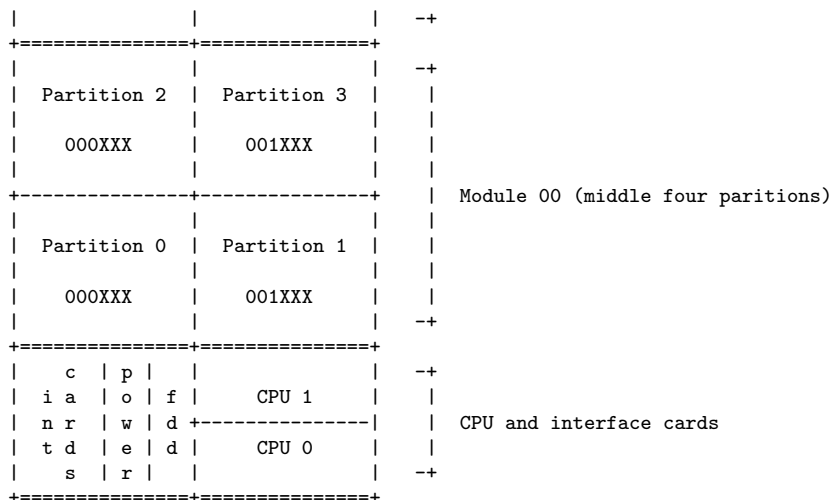 |               |               |   -+
+===============+===============+
|               |               |   -+
|  Partition 2  |  Partition 3  |    |
|               |               |    |
|    000XXX     |    001XXX     |    |
|               |               |    |
+---------------+---------------+    |  Module 00 (middle four paritions)
|               |               |    |
|  Partition 0  |  Partition 1  |    |
|               |               |    |
|    000XXX     |    001XXX     |    |
|               |               |   -+
+===============+===============+
|    c  | p |   |               |   -+
|  i a  | o | f |     CPU 1     |    |
|  n r  | w | d +---------------|    |  CPU and interface cards
|  t d  | e | d |     CPU 0     |    |
|    s  | r |   |               |   -+
+===============+===============+